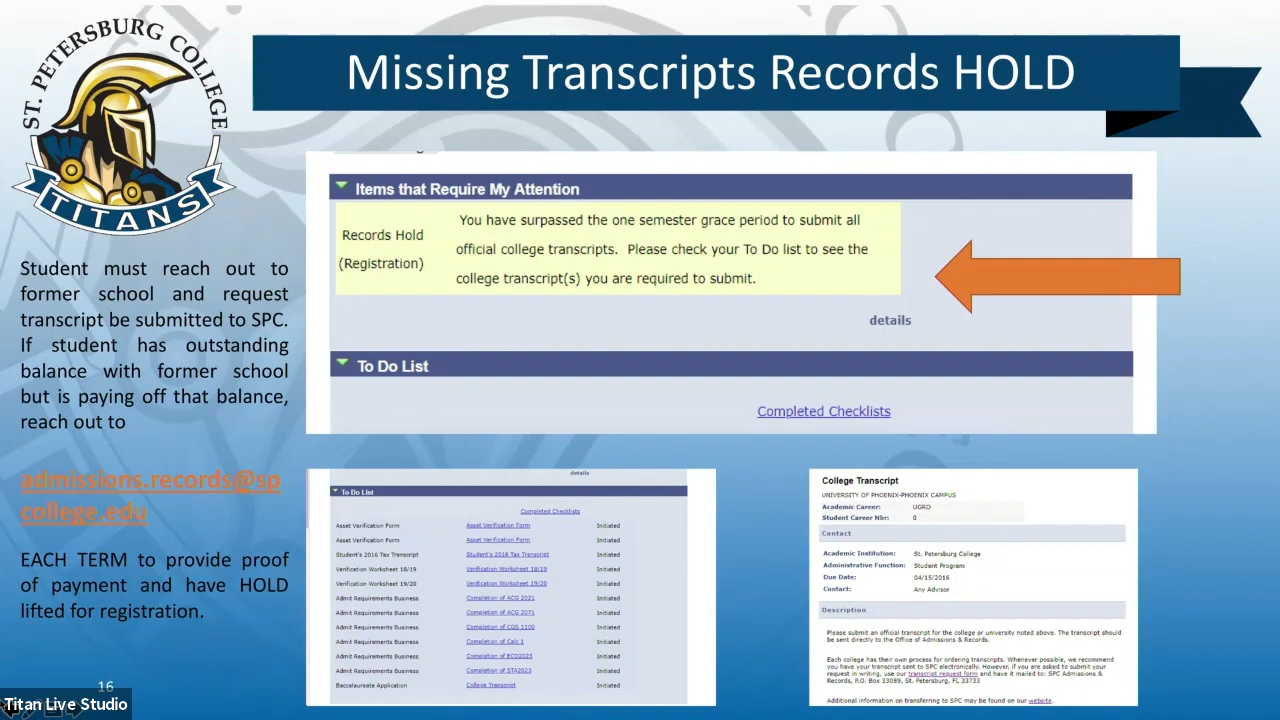 ST. PETERSBURG COLLEGE
TITANS
Missing Transcripts Records HOLD
Student must reach out to
former school and request
transcript be submitted to SPC.
If student has outstanding
balance with former school
but is paying off that balance,
reach out to
admissions.records@sp
college.edu
EACH TERM to provide proof
of payment and have HOLD
lifted for registration.
Items that Require My Attention
Records Hold
(Registration)
You have surpassed the one semester grace period to submit all
official college transcripts. Please check your To Do list to see the
college transcript(s) you are required to submit.
details
To Do List
Completed Checklists
details
To Do List
Completed Checklists
Asset Verification Form Asset Verification Form Initiated
Asset Verification Form Asset Verification Form Initiated
Student's 2016 Tax Transcript Student's 2016 Tax Transcript Initiated
Verification Worksheet 18/19 Verification Worksheet 18/19 Initiated
Verification Worksheet 19/20 Verification Worksheet 19/20 Initiated
Admit Requirements Business Completion of ACG 2021 Initiated
Admit Requirements Business Completion of ACG 2071 Initiated
Admit Requirements Business Completion of CGS 1100 Initiated
Admit Requirements Business Completion of Calc 1 Initiated
Admit Requirements Business Completion of ECO2023 Initiated
Admit Requirements Business Completion of STA2023 Initiated
Baccalaureate Application College Transcript Initiated
College Transcript
UNIVERSITY OF PHOENIX-PHOENIX CAMPUS
Academic Career: UGRD
Student Career Nbr: 0
Contact
Academic Institution: St. Petersburg College
Administrative Function: Student Program
Due Date: 04/15/2016
Contact: Any Advisor
Description
Please submit an official transcript for the college or university noted above. The transcript should
be sent directly to the Office of Admissions & Records.
Each college has their own process for ordering transcripts. Whenever possible, we recommend
you have your transcript sent to SPC electronically. However, if you are asked to submit your
request in writing, use our transcript request form and have it mailed to: SPC Admissions &
Records, P.O. Box 33089, St. Petersburg, FL 33733
Additional information on transferring to SPC may be found on our website.
16
Titan Live Studio